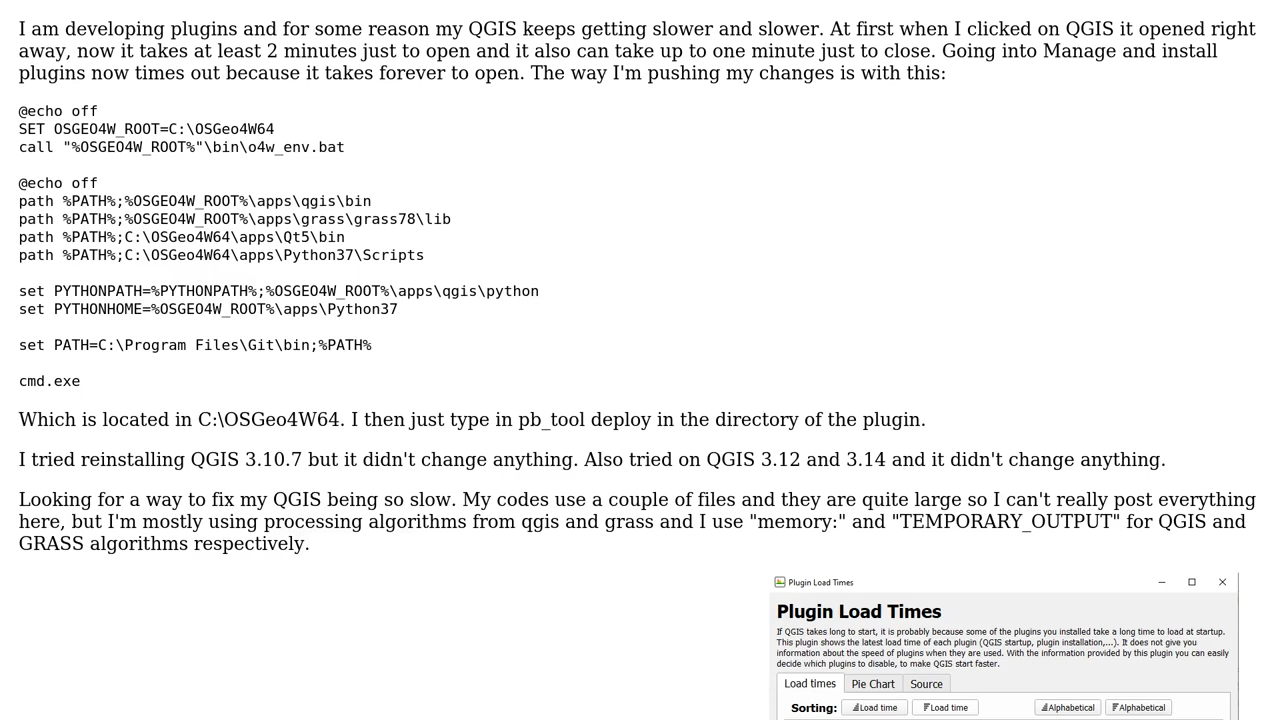 I am developing plugins and for some reason my QGIS keeps getting slower and slower. At first when I clicked on QGIS it opened right
away, now it takes at least 2 minutes just to open and it also can take up to one minute just to close. Going into Manage and install
plugins now times out because it takes forever to open. The way I'm pushing my changes is with this:
@echo off
SET OSGEO4W_ROOT=C:\OSGeo4W64
call "%OSGEO4W_ROOT%"\bin\o4w_env.bat
@echo off
path %PATH%;%OSGEO4W_ROOT%\apps\qgis\bin
path %PATH%;%OSGEO4W_ROOT%\apps\grass\grass78\lib
path %PATH%;C:\OSGeo4W64\apps\Qt5\bin
path %PATH%;C:\OSGeo4W64\apps\Python37\Scripts
set PYTHONPATH=%PYTHONPATH%;%OSGEO4W_ROOT%\apps\qgis\python
set PYTHONHOME=%OSGEO4W_ROOT%\apps\Python37
set PATH=C:\Program Files\Git\bin;%PATH%
cmd.exe
Which is located in C:\OSGeo4W64. I then just type in pb_tool deploy in the directory of the plugin.
I tried reinstalling QGIS 3.10.7 but it didn't change anything. Also tried on QGIS 3.12 and 3.14 and it didn't change anything.
Looking for a way to fix my QGIS being so slow. My codes use a couple of files and they are quite large so I can't really post everything
here, but I'm mostly using processing algorithms from qgis and grass and I use "memory:" and "TEMPORARY_OUTPUT" for QGIS and
GRASS algorithms respectively.
Plugin Load Times
Plugin Load Times
If QGIS takes long to start, it is probably because some of the plugins you installed take a long time to load at startup.
This plugin shows the latest load time of each plugin (QGIS startup, plugin installation,...). It does not give you
information about the speed of plugins when they are used. With the information provided by this plugin you can easily
decide which plugins to disable, to make QGIS start faster.
Load times Pie Chart Source
Sorting: Load time Load time Alphabetical Alphabetical